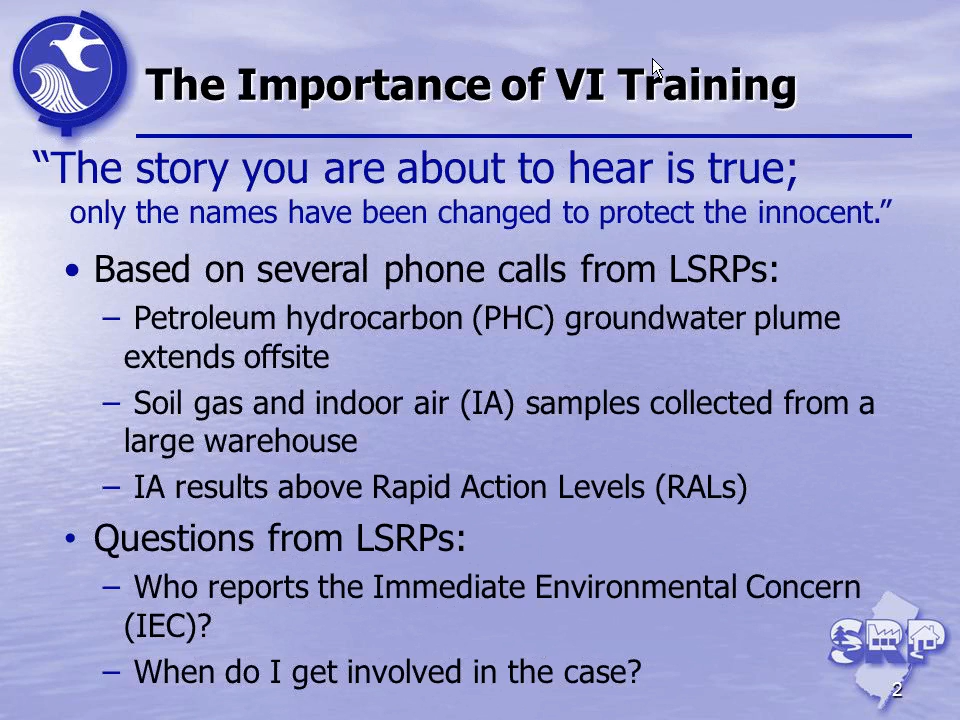 The Importance of VI Training
“The story you are about to hear is true;
only the names have been changed to protect the innocent.”
• Based on several phone calls from LSRPs:
– Petroleum hydrocarbon (PHC) groundwater plume
extends offsite
– Soil gas and indoor air (IA) samples collected from a
large warehouse
– IA results above Rapid Action Levels (RALs)
• Questions from LSRPs:
– Who reports the Immediate Environmental Concern
(IEC)?
– When do I get involved in the case?
SRP
2